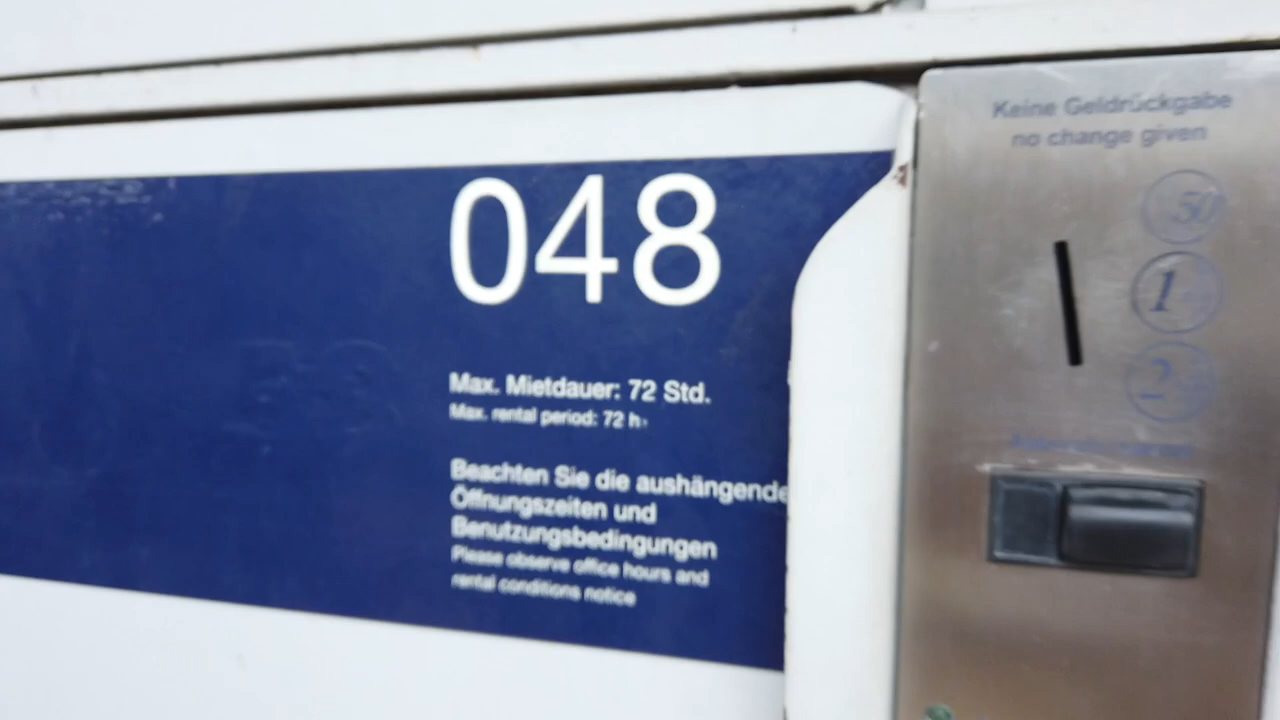 048
Max. Mietdauer: 72 Std.
Max. rental period: 72 h
Beachten Sie die aushängende
Öffnungszeiten und
Benutzungsbedingungen
Please observe office hours and
rental conditions notice
Keine Geldrückgabe
no change given
50
1
2